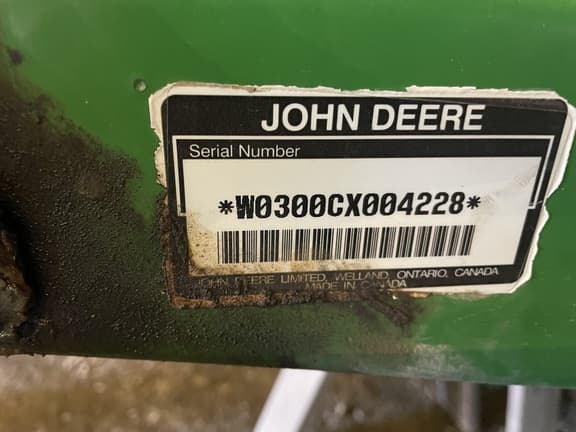 JOHN DEERE
Serial Number
*W0300CX004228*
JOHN DEERE LIMITED, WELLAND, ONTARIO, CANADA
MADE IN CANADA